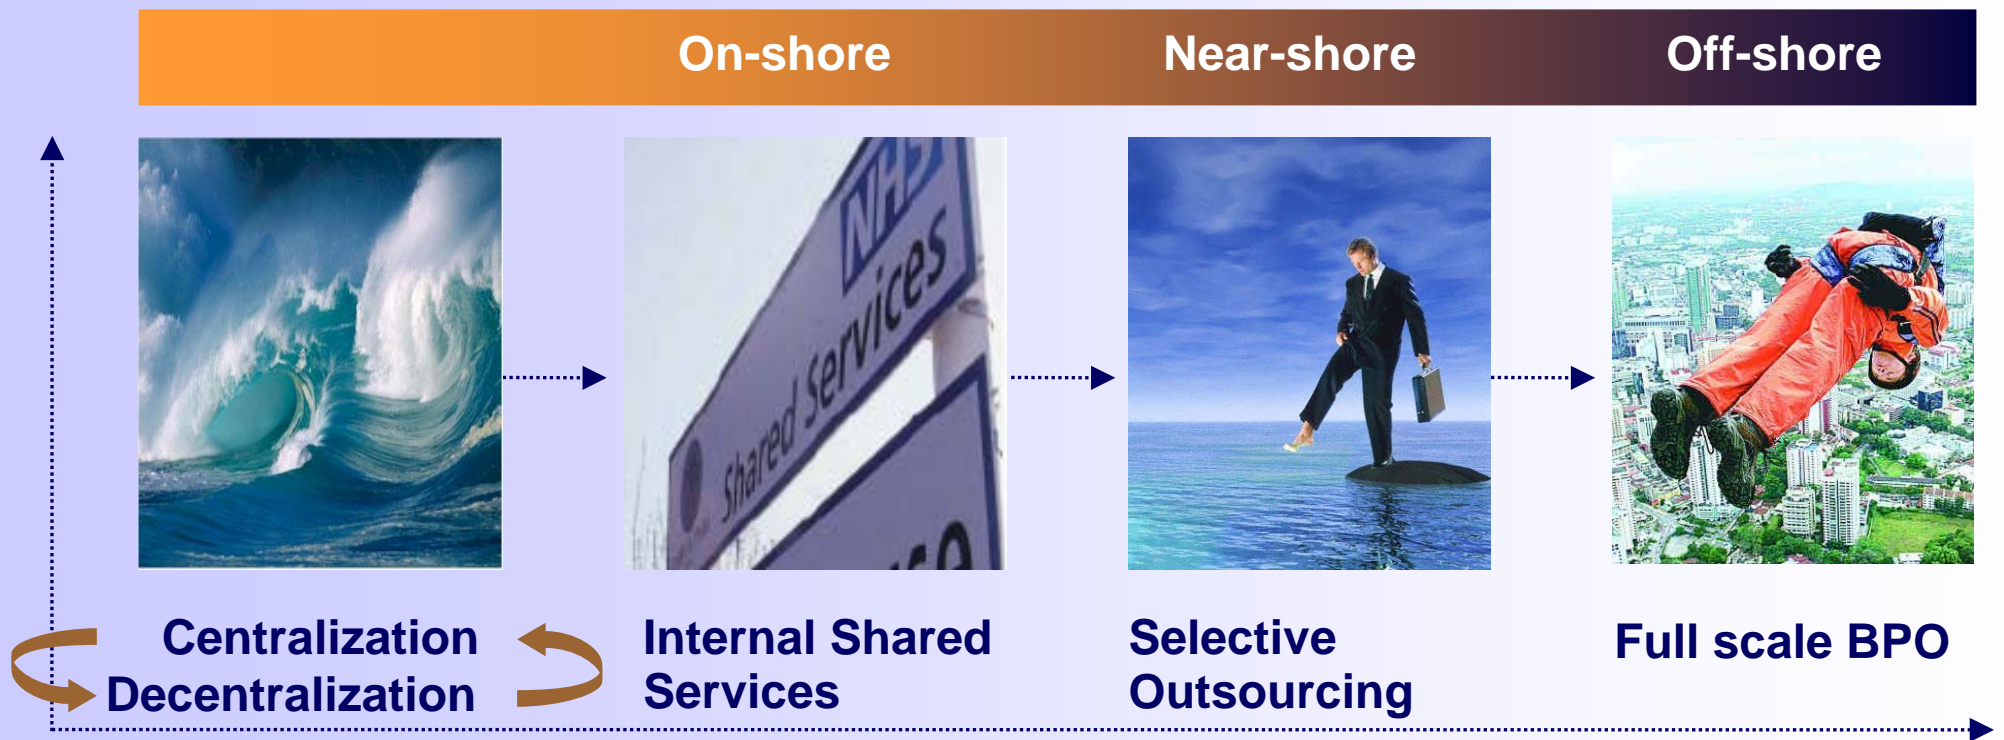 On-shore
Near-shore
Off-shore
NHS
Shared Services
Centralization
Decentralization
Internal Shared
Services
Selective
Outsourcing
Full scale BPO